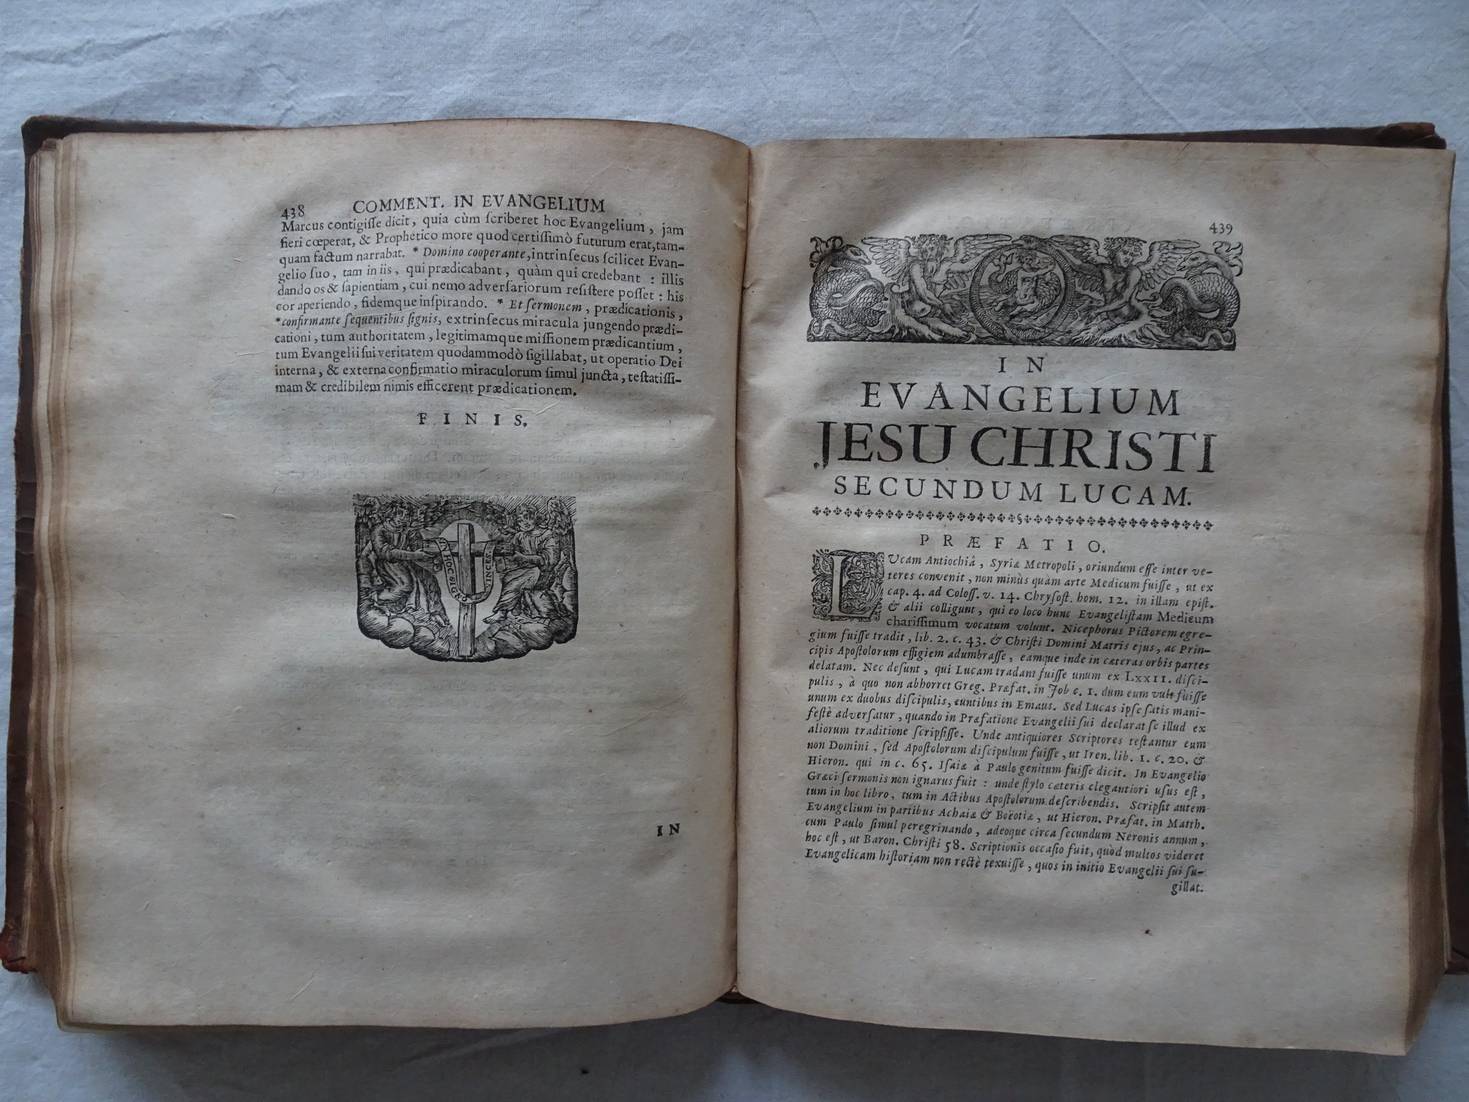 438 COMMENT. IN EVANGELIUM
Marcus contigiſſe dicit, quia cùm ſcriberet hoc Evangelium, jam
fieri cœperat, & Prophetico more quod certiſſimò futurum erat, tam-
quam factum narrabat. * Domino cooperante, intrinſecus ſcilicet Evan-
gelio ſuo, tam in iis, qui prædicabant, quàm qui credebant : illis
dando os & ſapientiam, cui nemo adverſariorum reſiſtere poſſet : his
cor aperiendo, fidemque inſpirando. * Et ſermonem, prædicationis,
* confirmante ſequentibus ſignis, extrinſecus miracula jungendo prædi-
cationi, tum authoritatem, legitimamque miſſionem prædicantium,
tum Evangelii ſui veritatem quodammodò ſigillabat, ut operatio Dei
interna, & externa confirmatio miraculorum ſimul juncta, teſtatiſſi-
mam & credibilem nimis efficerent prædicationem.
FINIS.
IN HOC SIGNO VINCES
IN
439
IN
EVANGELIUM
JESU CHRISTI
SECUNDUM LUCAM.
PRÆFATIO.
LUcam Antiochiâ, Syriæ Metropoli, oriundum eſſe inter ve-
teres convenit, non minùs quàm arte Medicum fuiſſe, ut ex
cap. 4. ad Coloſſ. v. 14. Chryſoſt. hom. 12. in illam epiſt.
& alii colligunt, qui eo loco hunc Evangeliſtam Medicum
chariſſimum vocatum volunt. Nicephorus Pictorem egre-
gium fuiſſe tradit, lib. 2. c. 43. & Chriſti Domini Matris ejus, ac Prin-
cipis Apoſtolorum effigiem adumbraſſe, eamque inde in cæteras orbis partes
delatam. Nec deſunt, qui Lucam tradant fuiſſe unum ex LXXII. diſci-
pulis, à quo non abhorret Greg. Præfat. in Job c. 1. dum eum vult fuiſſe
unum ex duobus diſcipulis, euntibus in Emaus. Sed Lucas ipſe ſatis mani-
feſtè adverſatur, quando in Præfatione Evangelii ſui declarat ſe illud ex
aliorum traditione ſcripſiſſe. Unde antiquiores Scriptores teſtantur eum
non Domini, ſed Apoſtolorum diſcipulum fuiſſe, ut Iren. lib. 1. c. 20. &
Hieron. qui in c. 65. Iſaiæ à Paulo genitum fuiſſe dicit. In Evangelio
Græci ſermonis non ignarus fuit : unde ſtylo cæteris elegantiori uſus eſt,
tum in hoc libro, tum in Actibus Apoſtolorum deſcribendis. Scripſit autem
Evangelium in partibus Achaiæ & Bœotiæ, ut Hieron. Præfat. in Matth.
cum Paulo ſimul peregrinando, adeoque circa ſecundum Neronis annum,
hoc eſt, ut Baron. Chriſti 58. Scriptionis occaſio fuit, quòd multos videret
Evangelicam hiſtoriam non rectè texuiſſe, quos in initio Evangelii ſui ſu-
gillat.